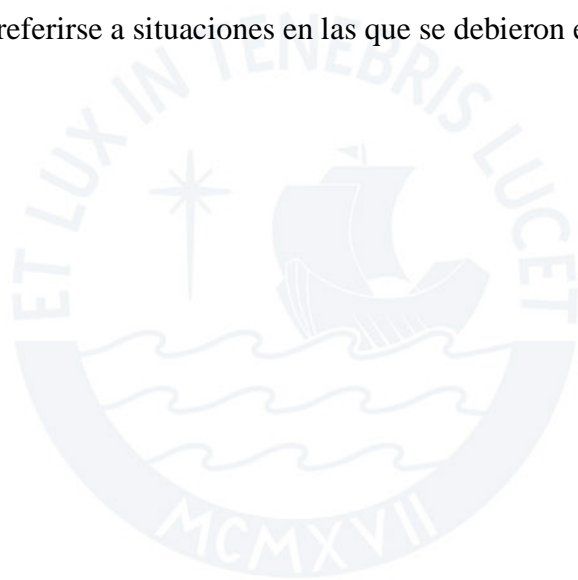 referirse a situaciones en las que se debieron e
ET LUX IN TENEBRIS LUCET
MCMXVII